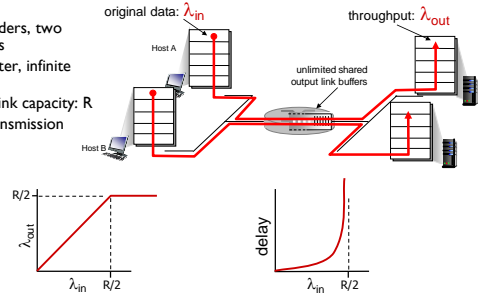 original data: λin
throughput: λout
ders, two
s
Host A
ter, infinite
unlimited shared
output link buffers
ink capacity: R
nsmission
Host B
R/2
λout
λin
R/2
delay
λin
R/2